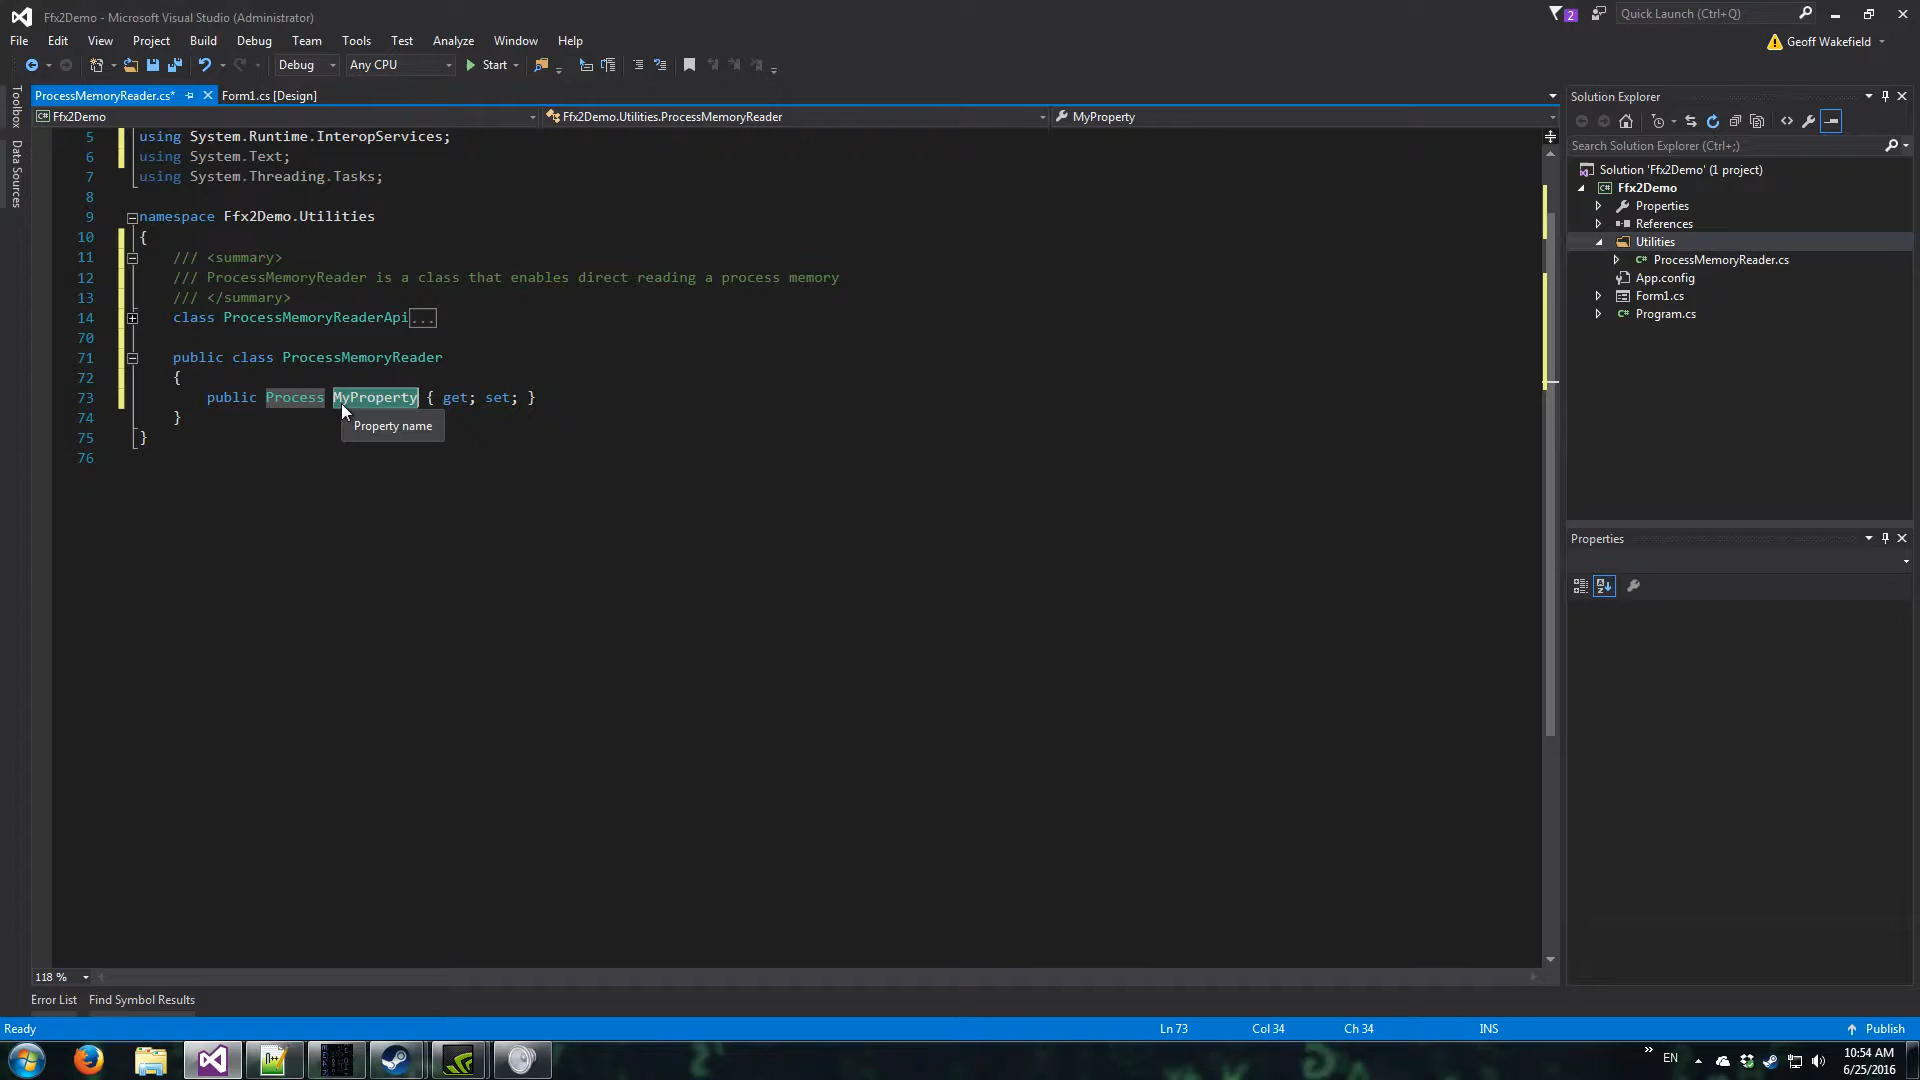 Ffx2Demo - Microsoft Visual Studio (Administrator)
2
Quick Launch (Ctrl+Q)
File Edit View Project Build Debug Team Tools Test Analyze Window Help
Geoff Wakefield
Debug Any CPU Start
Toolbox
Data Sources
ProcessMemoryReader.cs* Form1.cs [Design]
Ffx2Demo Ffx2Demo.Utilities.ProcessMemoryReader MyProperty
5 using System.Runtime.InteropServices;
6 using System.Text;
7 using System.Threading.Tasks;
8
9 namespace Ffx2Demo.Utilities
10 {
11 /// <summary>
12 /// ProcessMemoryReader is a class that enables direct reading a process memory
13 /// </summary>
14 class ProcessMemoryReaderApi...
70
71 public class ProcessMemoryReader
72 {
73 public Process MyProperty { get; set; }
74 }
Property name
75 }
76
118 %
Error List Find Symbol Results
Solution Explorer
Search Solution Explorer (Ctrl+;)
Solution 'Ffx2Demo' (1 project)
Ffx2Demo
Properties
References
Utilities
ProcessMemoryReader.cs
App.config
Form1.cs
Program.cs
Properties
Ready Ln 73 Col 34 Ch 34 INS Publish
EN
10:54 AM
6/25/2016